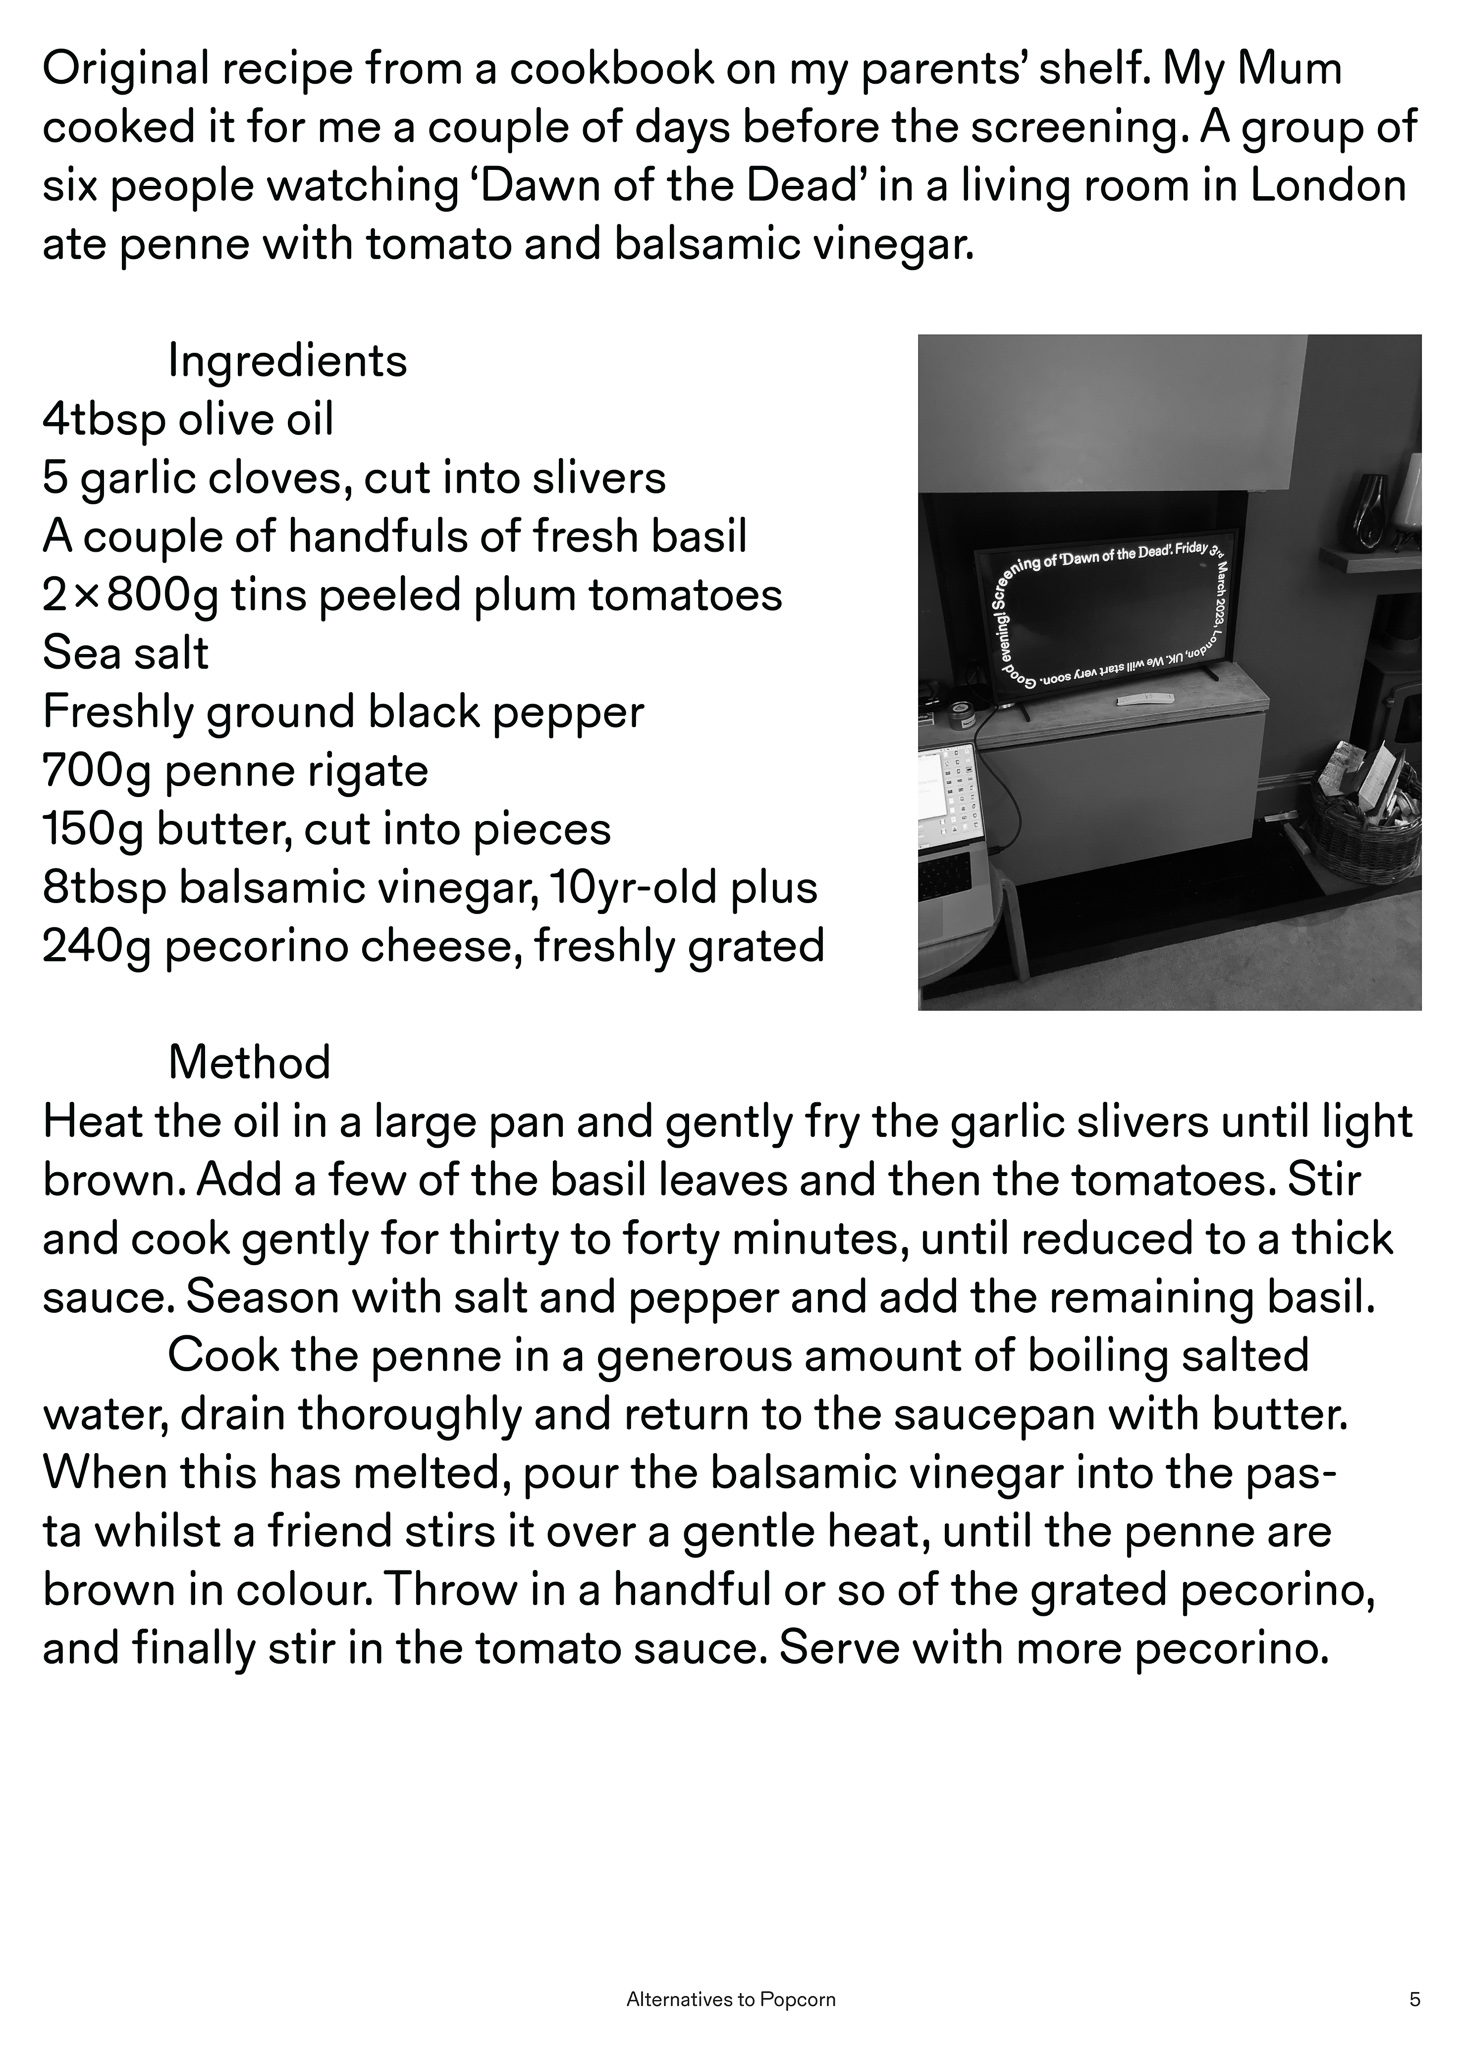 Original recipe from a cookbook on my parents’ shelf. My Mum
cooked it for me a couple of days before the screening. A group of
six people watching ‘Dawn of the Dead’ in a living room in London
ate penne with tomato and balsamic vinegar.
Ingredients
4tbsp olive oil
5 garlic cloves, cut into slivers
A couple of handfuls of fresh basil
2×800g tins peeled plum tomatoes
Sea salt
Freshly ground black pepper
700g penne rigate
150g butter, cut into pieces
8tbsp balsamic vinegar, 10yr-old plus
240g pecorino cheese, freshly grated
Good evening! Screening of ‘Dawn of the Dead’. Friday 3rd March 2023, London, UK. We will start very soon.
Method
Heat the oil in a large pan and gently fry the garlic slivers until light
brown. Add a few of the basil leaves and then the tomatoes. Stir
and cook gently for thirty to forty minutes, until reduced to a thick
sauce. Season with salt and pepper and add the remaining basil.
Cook the penne in a generous amount of boiling salted
water, drain thoroughly and return to the saucepan with butter.
When this has melted, pour the balsamic vinegar into the pas-
ta whilst a friend stirs it over a gentle heat, until the penne are
brown in colour. Throw in a handful or so of the grated pecorino,
and finally stir in the tomato sauce. Serve with more pecorino.
Alternatives to Popcorn
5